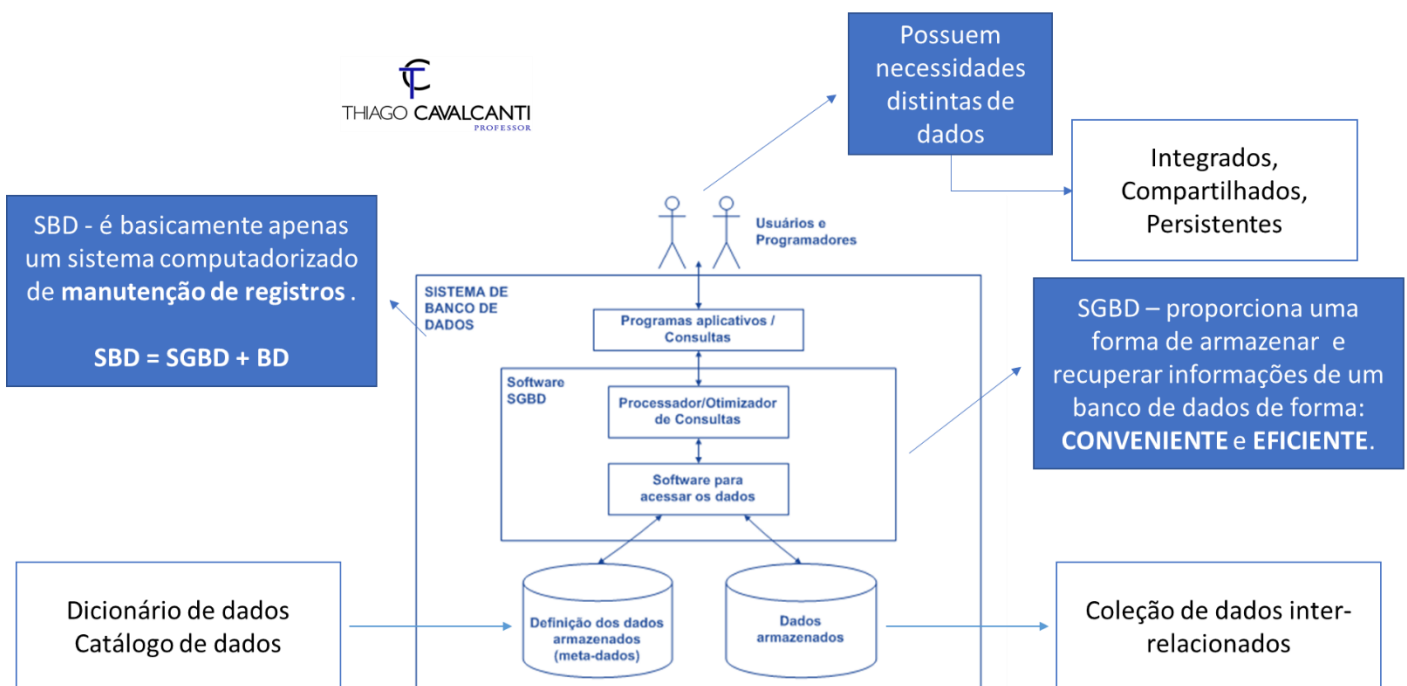 TC
THIAGO CAVALCANTI
PROFESSOR
Possuem
necessidades
distintas de
dados
Integrados,
Compartilhados,
Persistentes
SBD - é basicamente apenas
um sistema computadorizado
de manutenção de registros .
SBD = SGBD + BD
Usuários e
Programadores
SISTEMA DE
BANCO DE
DADOS
Programas aplicativos /
Consultas
SGBD – proporciona uma
forma de armazenar e
recuperar informações de um
banco de dados de forma:
CONVENIENTE e EFICIENTE.
Software
SGBD
Processador/Otimizador
de Consultas
Software para
acessar os dados
Dicionário de dados
Catálogo de dados
Definição dos dados
armazenados
(meta-dados)
Dados
armazenados
Coleção de dados inter-
relacionados